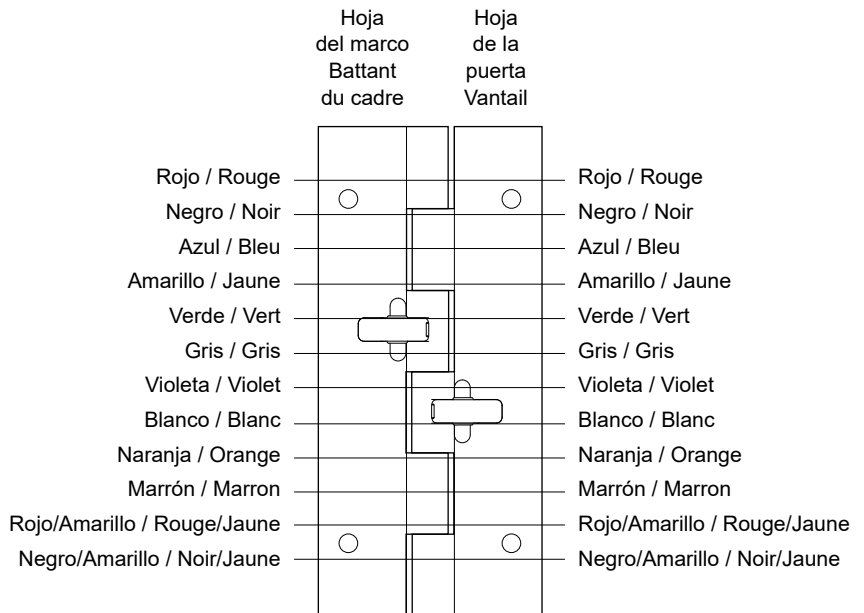 Hoja
del marco
Battant
du cadre
Hoja
de la
puerta
Vantail
Rojo / Rouge
Negro / Noir
Azul / Bleu
Amarillo / Jaune
Verde / Vert
Gris / Gris
Violeta / Violet
Blanco / Blanc
Naranja / Orange
Marrón / Marron
Rojo/Amarillo / Rouge/Jaune
Negro/Amarillo / Noir/Jaune
Rojo / Rouge
Negro / Noir
Azul / Bleu
Amarillo / Jaune
Verde / Vert
Gris / Gris
Violeta / Violet
Blanco / Blanc
Naranja / Orange
Marrón / Marron
Rojo/Amarillo / Rouge/Jaune
Negro/Amarillo / Noir/Jaune